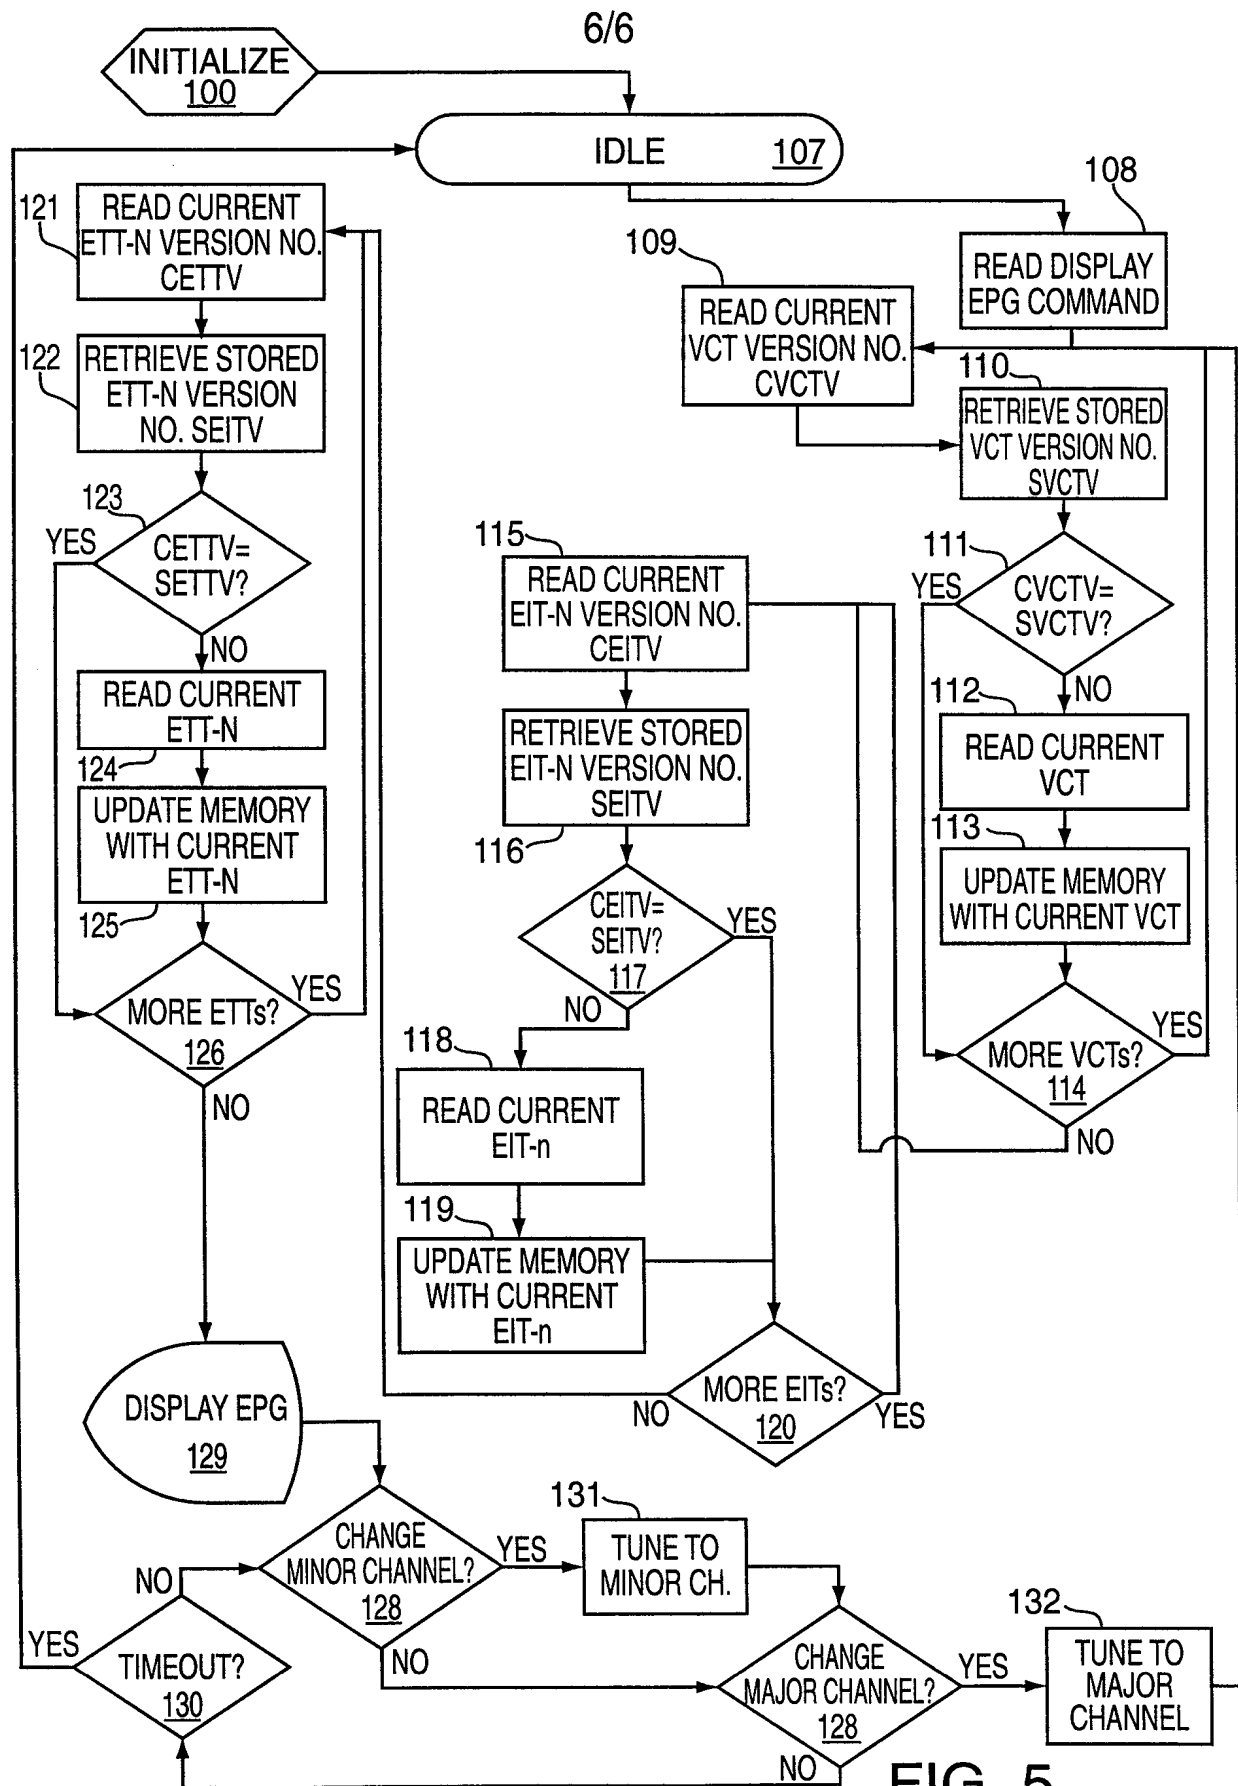 6/6
INITIALIZE
100
IDLE 107
108
READ DISPLAY
EPG COMMAND
109
READ CURRENT
VCT VERSION NO.
CVCTV
110
RETRIEVE STORED
VCT VERSION NO.
SVCTV
111
CVCTV=
SVCTV?
YES
NO
112
READ CURRENT
VCT
113
UPDATE MEMORY
WITH CURRENT VCT
MORE VCTs?
114
YES
NO
115
READ CURRENT
EIT-N VERSION NO.
CEITV
RETRIEVE STORED
EIT-N VERSION NO.
SEITV
116
CEITV=
SEITV?
117
YES
NO
118
READ CURRENT
EIT-n
119
UPDATE MEMORY
WITH CURRENT
EIT-n
MORE EITs?
120
NO
YES
121
READ CURRENT
ETT-N VERSION NO.
CETTV
122
RETRIEVE STORED
ETT-N VERSION
NO. SEITV
123
CETTV=
SETTV?
YES
NO
READ CURRENT
ETT-N
124
UPDATE MEMORY
WITH CURRENT
ETT-N
125
MORE ETTs?
126
YES
NO
DISPLAY EPG
129
CHANGE
MINOR CHANNEL?
128
YES
NO
131
TUNE TO
MINOR CH.
CHANGE
MAJOR CHANNEL?
128
YES
NO
132
TUNE TO
MAJOR
CHANNEL
TIMEOUT?
130
NO
YES
FIG. 5